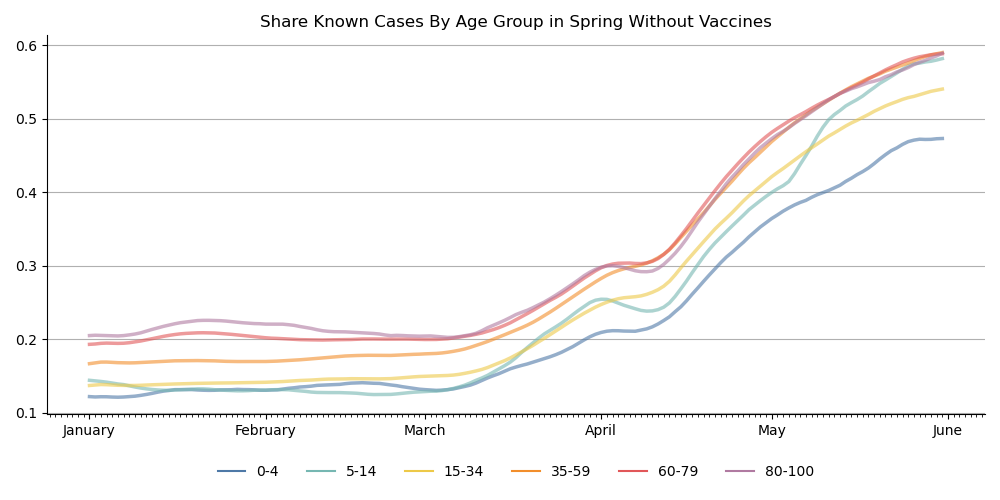 Share Known Cases By Age Group in Spring Without Vaccines
0.6
0.5
0.4
0.3
0.2
0.1
January February March April May June
0-4 5-14 15-34 35-59 60-79 80-100